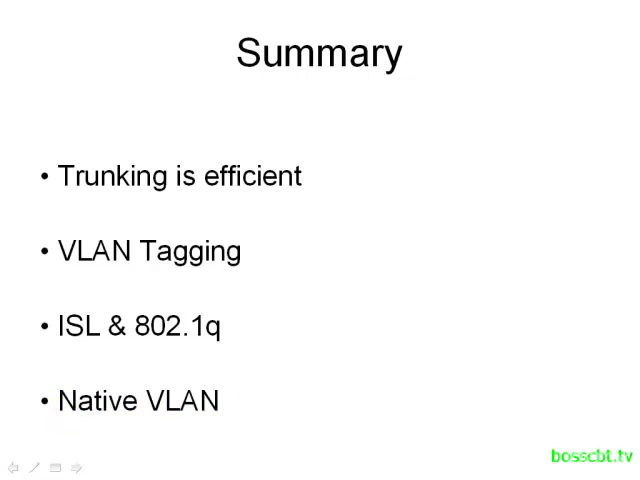 Summary
• Trunking is efficient
• VLAN Tagging
• ISL & 802.1q
• Native VLAN
bosscbt.tv